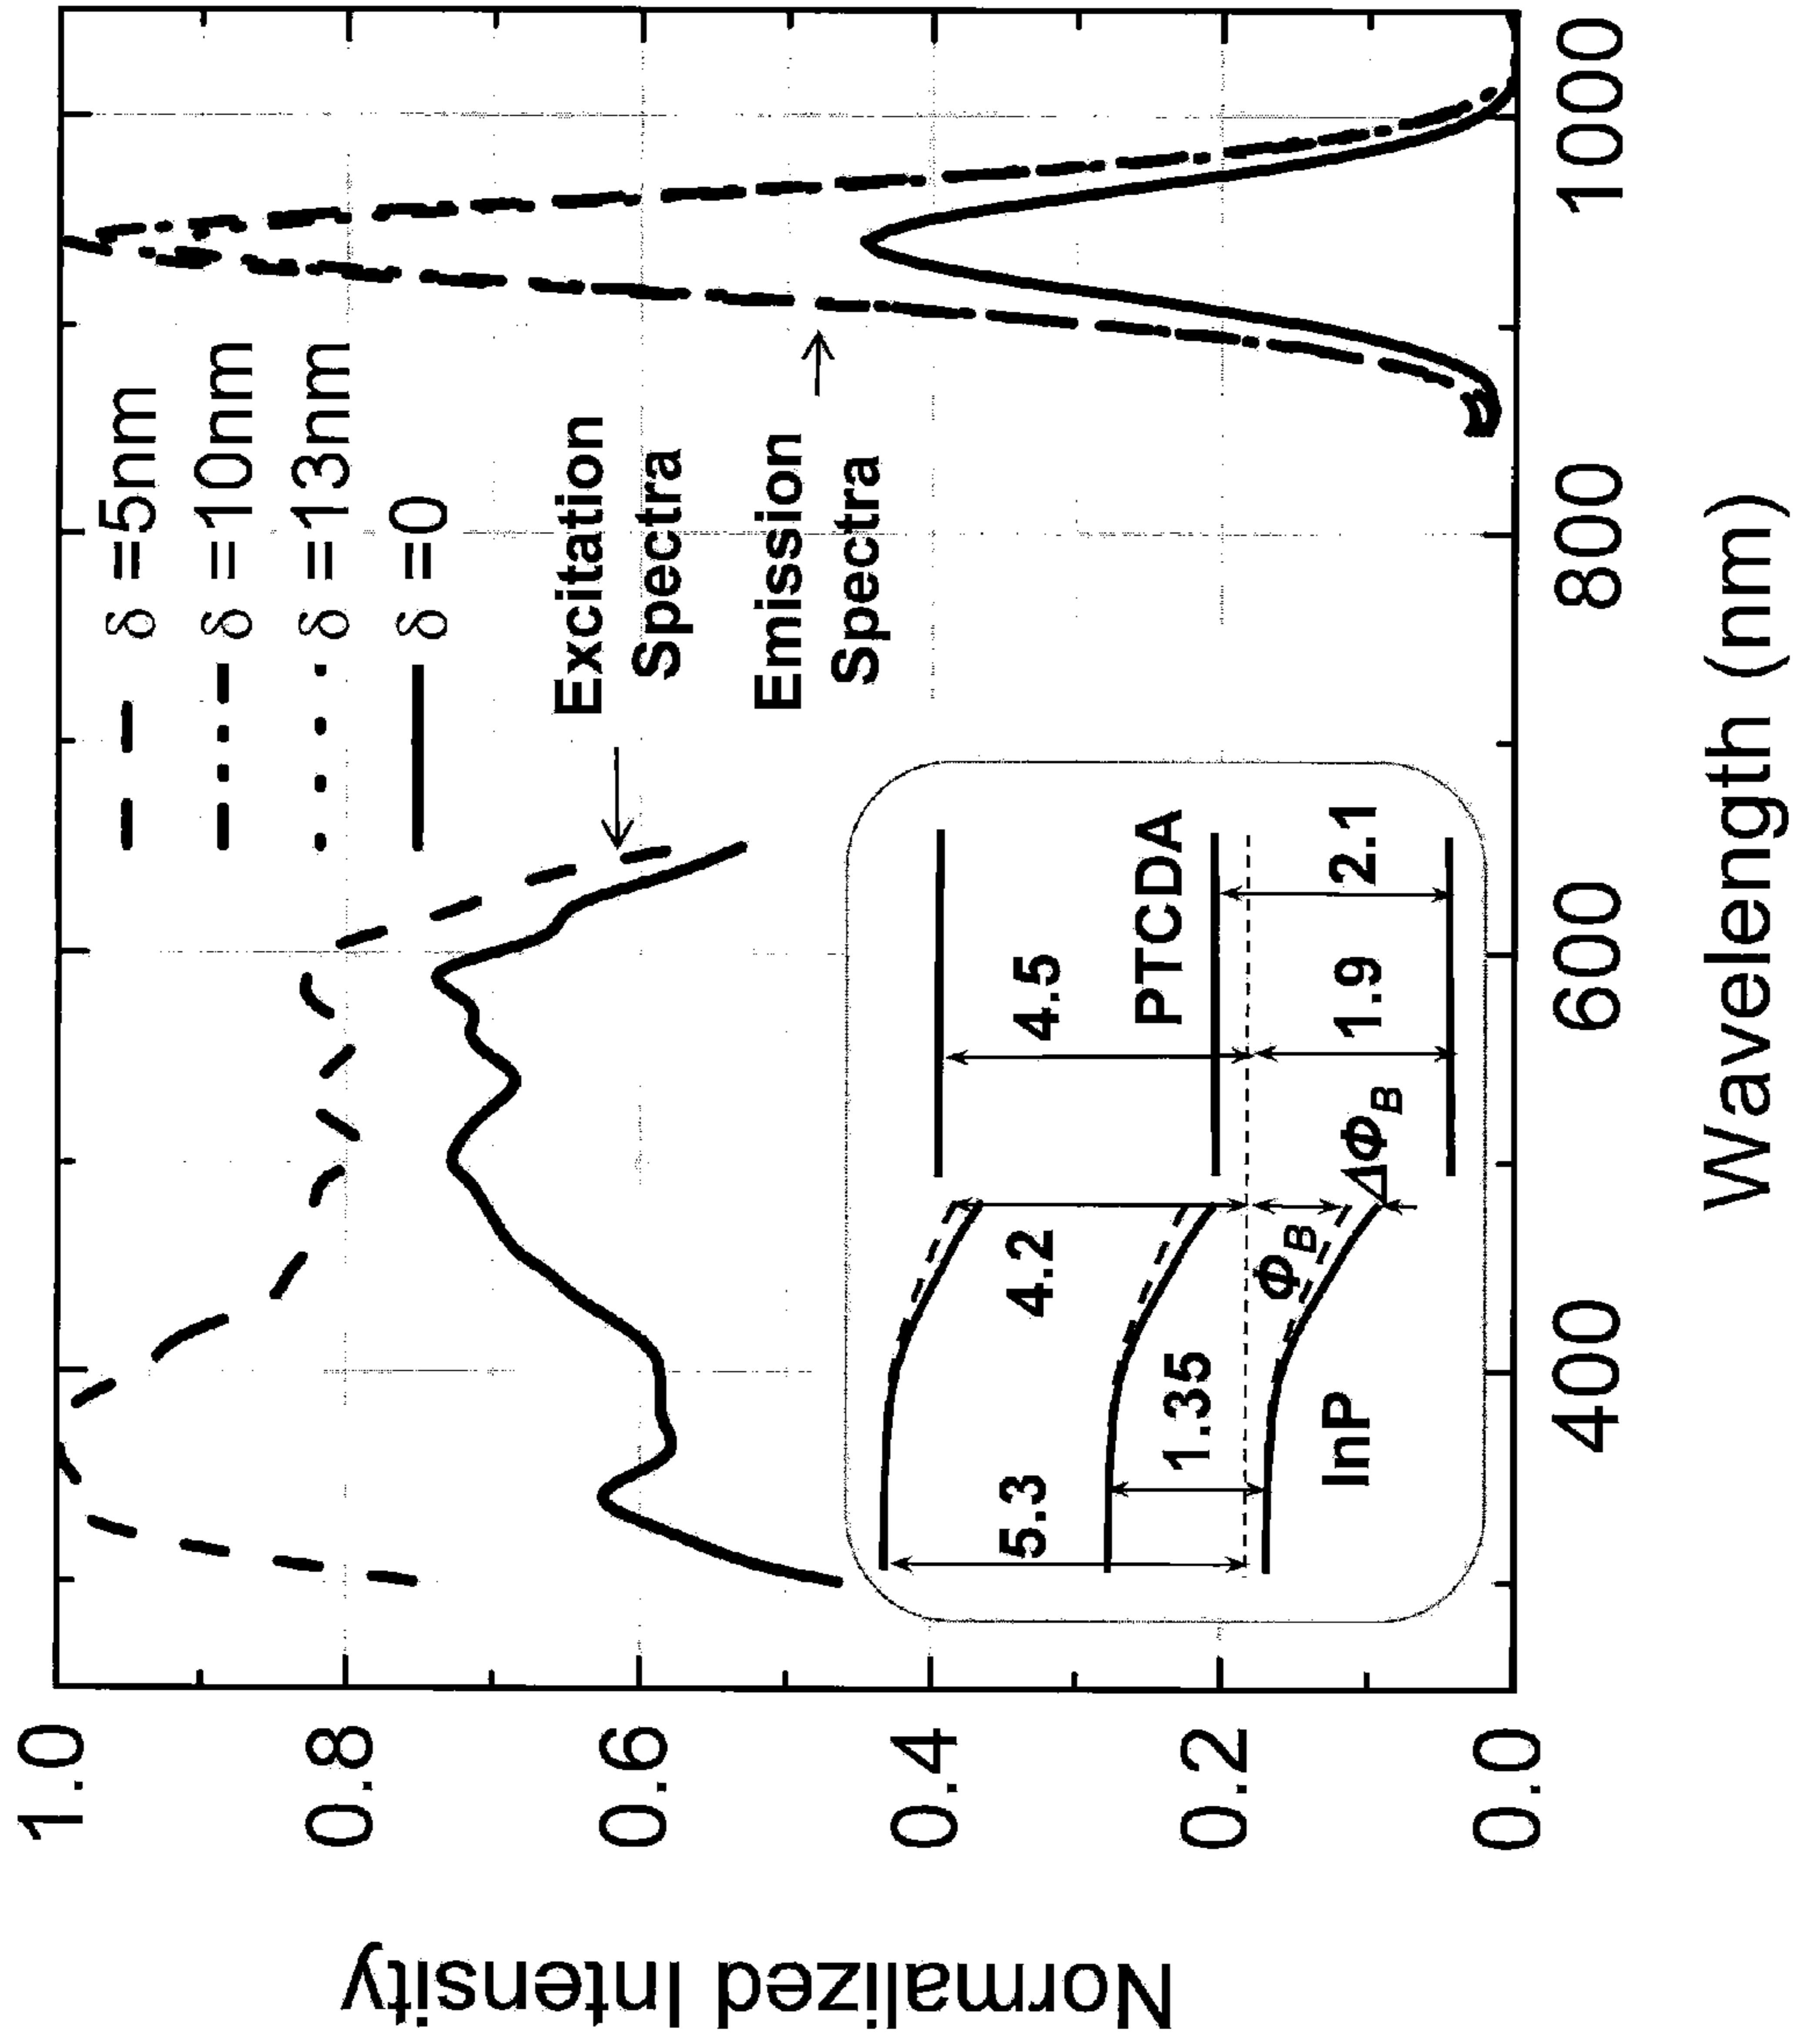 Normalized Intensity
1.0
0.8
0.6
0.4
0.2
0.0
δ =5nm
δ =10nm
δ =13nm
δ =0
Excitation
Spectra
Emission
Spectra
5.3
4.2
4.5
1.35
PTCDA
InP
Φ_B
ΔΦ_B
1.9
2.1
400
600
800
1000
Wavelength (nm)